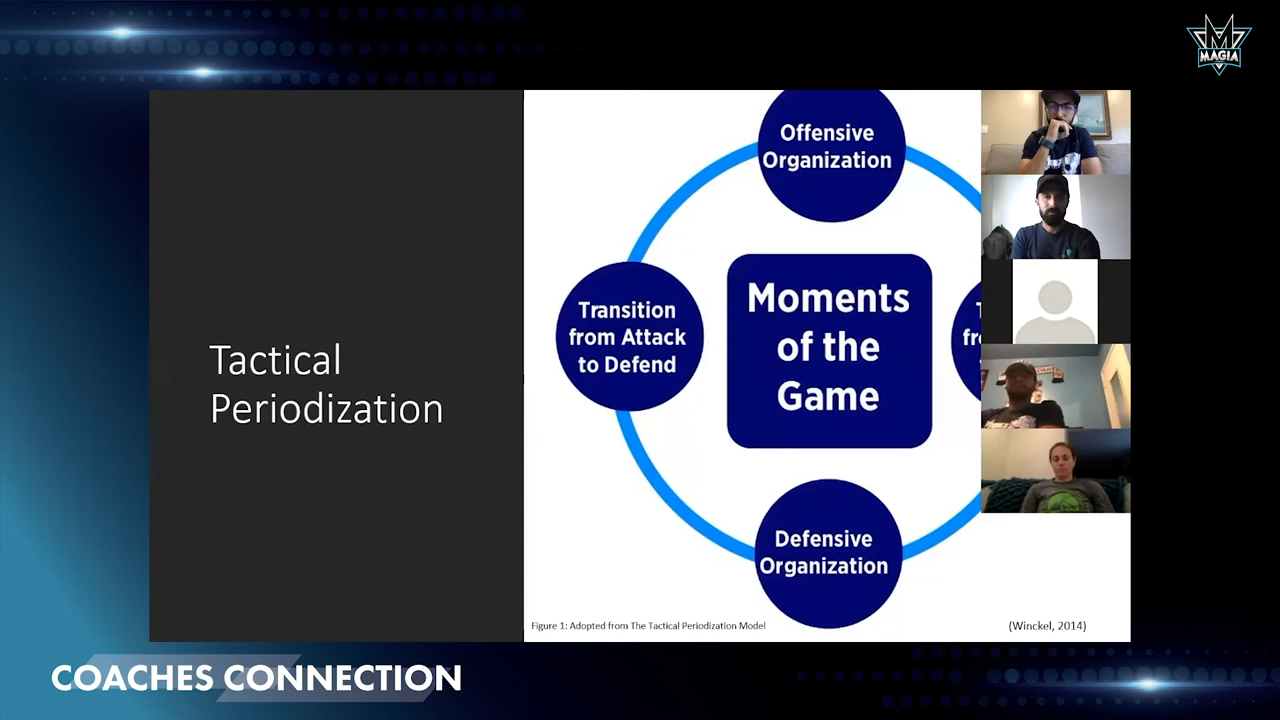 MAGIA
Tactical
Periodization
Offensive
Organization
Transition
from Attack
to Defend
Moments
of the
Game
Defensive
Organization
Figure 1: Adopted from The Tactical Periodization Model
(Winckel, 2014)
COACHES CONNECTION